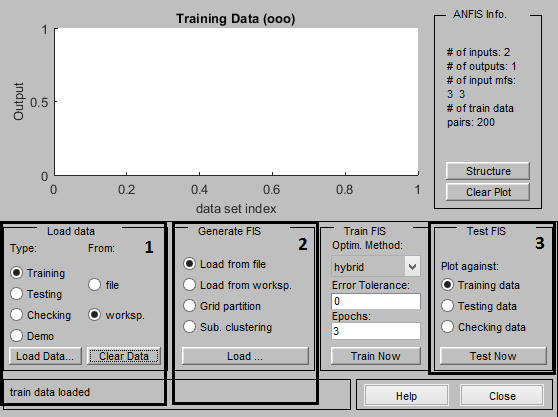 Training Data (ooo)
Output
1
0.5
0
0
0.2
0.4
0.6
0.8
1
data set index
ANFIS Info.
# of inputs: 2
# of outputs: 1
# of input mfs:
3 3
# of train data
pairs: 200
Structure
Clear Plot
Load data
Type:
From:
1
Training
Testing
Checking
Demo
file
worksp.
Load Data...
Clear Data
Generate FIS
2
Load from file
Load from worksp.
Grid partition
Sub. clustering
Load ...
Train FIS
Optim. Method:
hybrid
Error Tolerance:
0
Epochs:
3
Train Now
Test FIS
3
Plot against:
Training data
Testing data
Checking data
Test Now
train data loaded
Help
Close